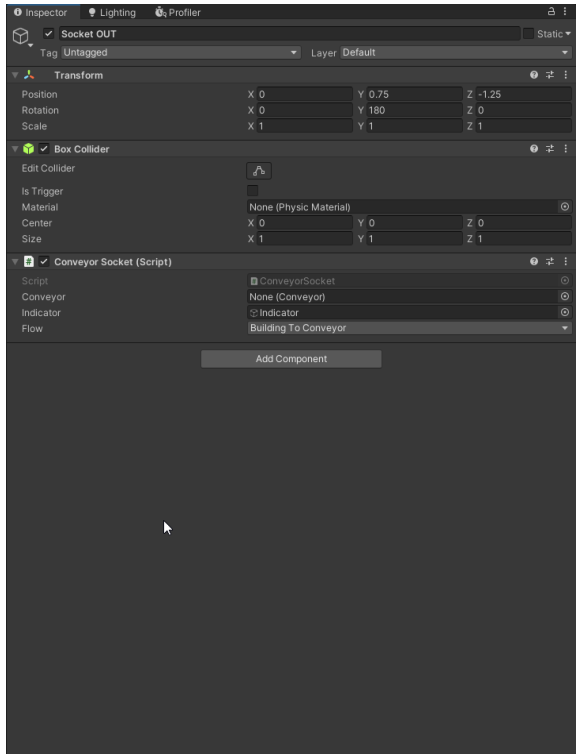 Inspector Lighting Profiler
Socket OUT Static
Tag Untagged Layer Default
Transform
Position X 0 Y 0.75 Z -1.25
Rotation X 0 Y 180 Z 0
Scale X 1 Y 1 Z 1
Box Collider
Edit Collider
Is Trigger
Material None (Physic Material)
Center X 0 Y 0 Z 0
Size X 1 Y 1 Z 1
# Conveyor Socket (Script)
Script ConveyorSocket
Conveyor None (Conveyor)
Indicator Indicator
Flow Building To Conveyor
Add Component